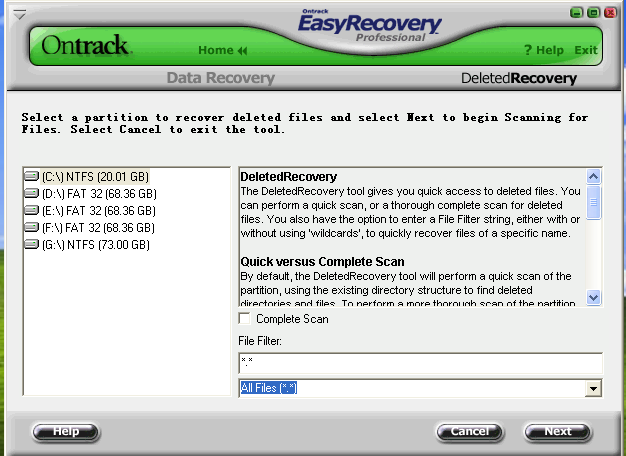 Ontrack
EasyRecovery
Professional
Ontrack.
Home
? Help Exit
Data Recovery
DeletedRecovery
Select a partition to recover deleted files and select Next to begin Scanning for
Files. Select Cancel to exit the tool.
(C:\) NTFS (20.01 GB)
(D:\) FAT 32 (68.36 GB)
(E:\) FAT 32 (68.36 GB)
(F:\) FAT 32 (68.36 GB)
(G:\) NTFS (73.00 GB)
DeletedRecovery
The DeletedRecovery tool gives you quick access to deleted files. You
can perform a quick scan, or a thorough complete scan for deleted
files. You also have the option to enter a File Filter string, either with or
without using 'wildcards', to quickly recover files of a specific name.
Quick versus Complete Scan
By default, the DeletedRecovery tool will perform a quick scan of the
partition, using the existing directory structure to find deleted
directories and files. To perform a more thorough scan of the partition
Complete Scan
File Filter:
*.*
All Files (*.*)
Help
Cancel
Next